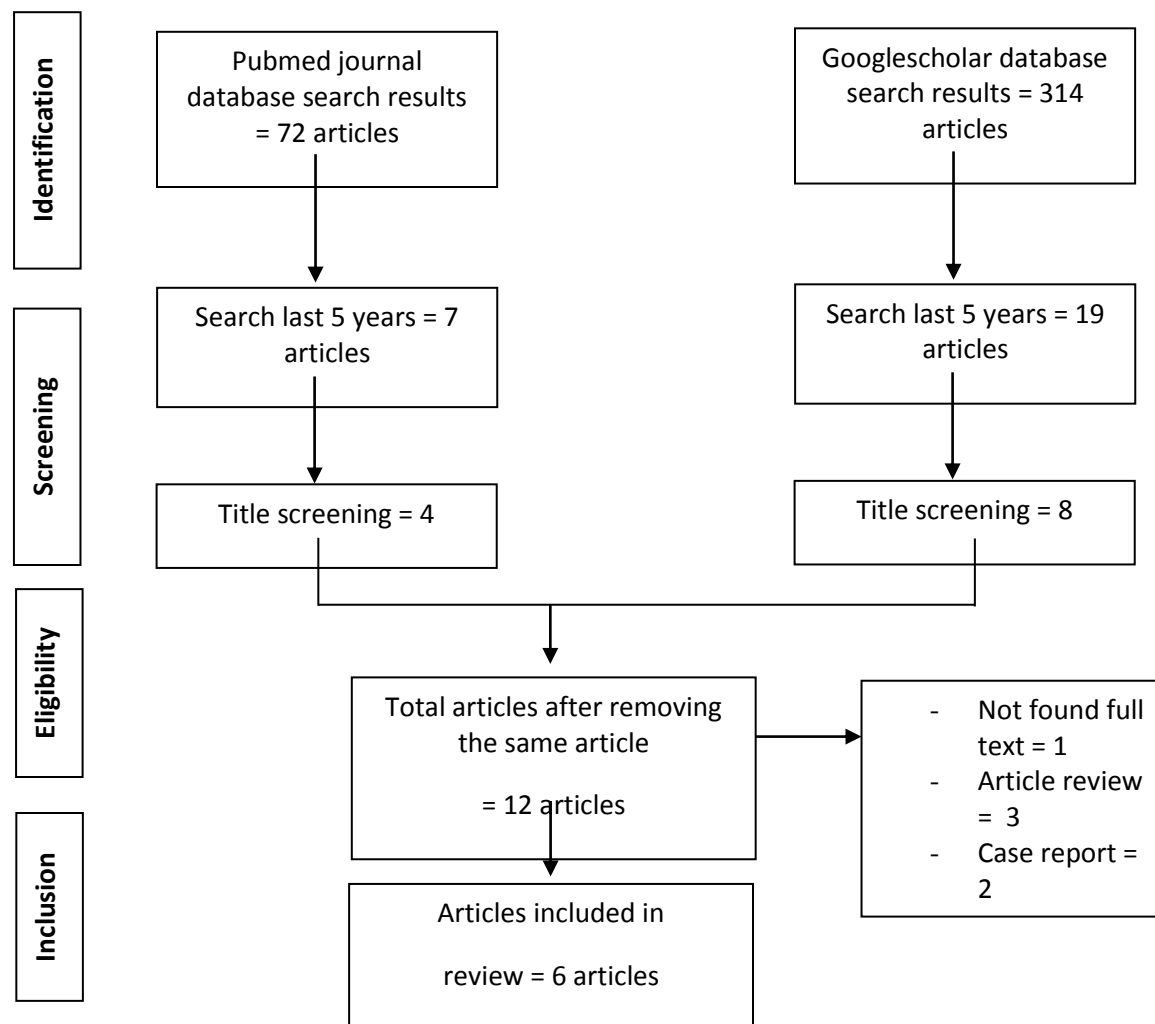 Identification
Pubmed journal
database search results
= 72 articles
Googlescholar database
search results = 314
articles
Screening
Search last 5 years = 7
articles
Search last 5 years = 19
articles
Title screening = 4
Title screening = 8
Eligibility
Total articles after removing
the same article
= 12 articles
- Not found full
text = 1
- Article review
= 3
- Case report =
2
Inclusion
Articles included in
review = 6 articles